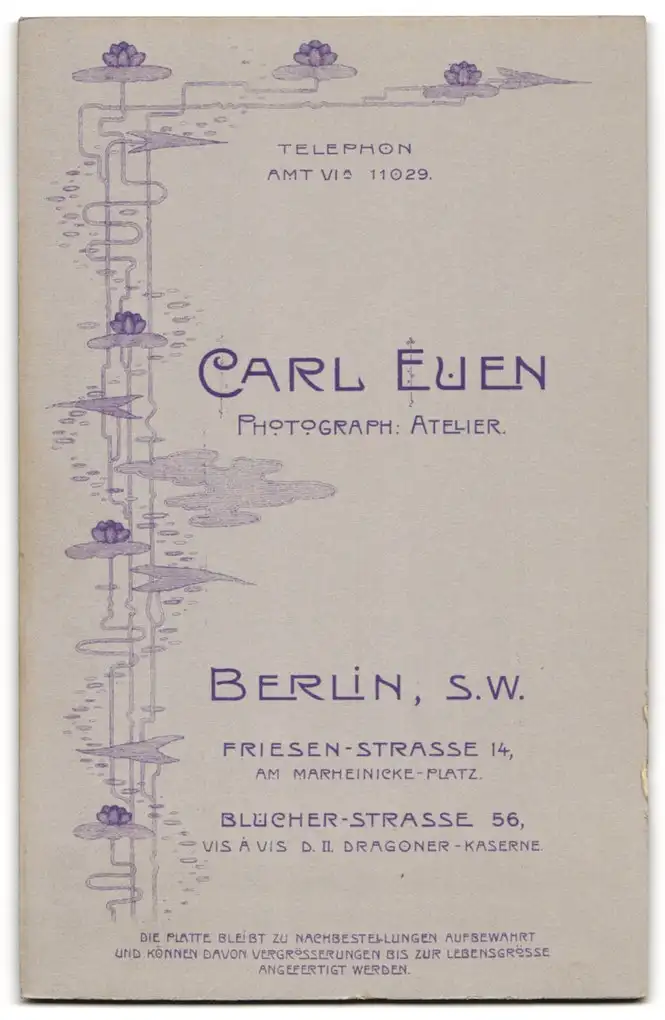 TELEPHON
AMT VIA 11029.
CARL EUEN
PHOTOGRAPH: ATELIER.
BERLIN, S.W.
FRIESEN-STRASSE 14,
AM MARHEINICKE-PLATZ.
BLÜCHER-STRASSE 56,
VIS À VIS D. II. DRAGONER-KASERNE.
DIE PLATTE BLEIBT ZU NACHBESTELLUNGEN AUFBEWAHRT
UND KÖNNEN DAVON VERGRÖSSERUNGEN BIS ZUR LEBENSGRÖSSE
ANGEFERTIGT WERDEN.